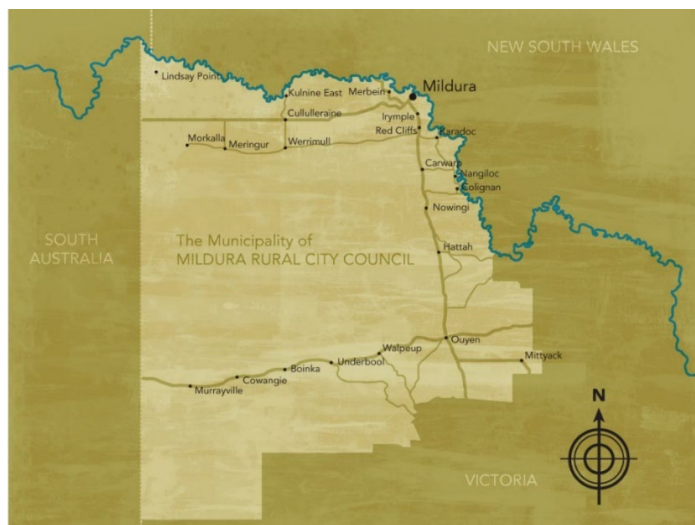 NEW SOUTH WALES
Lindsay Point
Kulnine East
Merbein
Mildura
Cullulleraine
Irymple
Red Cliffs
Karadoc
Morkalla
Meringur
Werrimull
Carwarp
Nangiloc
Colignan
Nowingi
SOUTH
AUSTRALIA
The Municipality of
MILDURA RURAL CITY COUNCIL
Hattah
Ouyen
Walpeup
Mittyack
Underbool
Boinka
Cowangie
Murrayville
N
VICTORIA